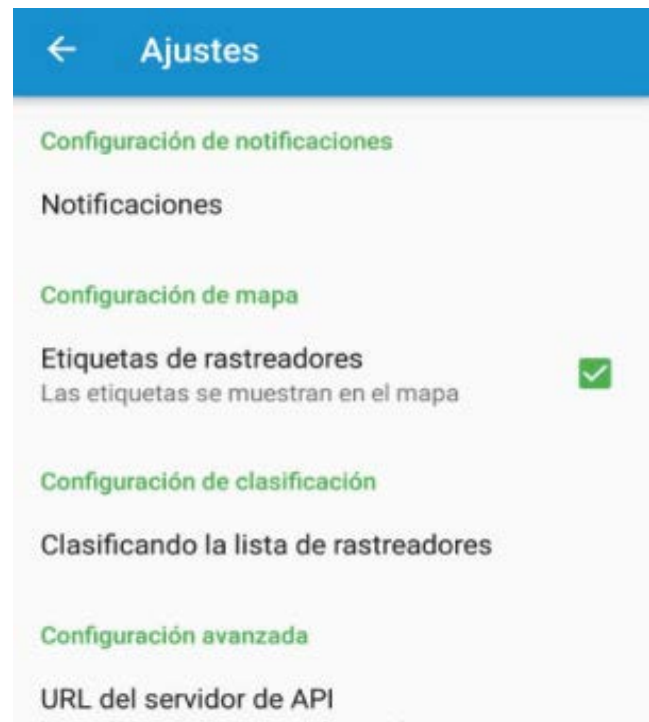 Ajustes
Configuración de notificaciones
Notificaciones
Configuración de mapa
Etiquetas de rastreadores
Las etiquetas se muestran en el mapa
Configuración de clasificación
Clasificando la lista de rastreadores
Configuración avanzada
URL del servidor de API